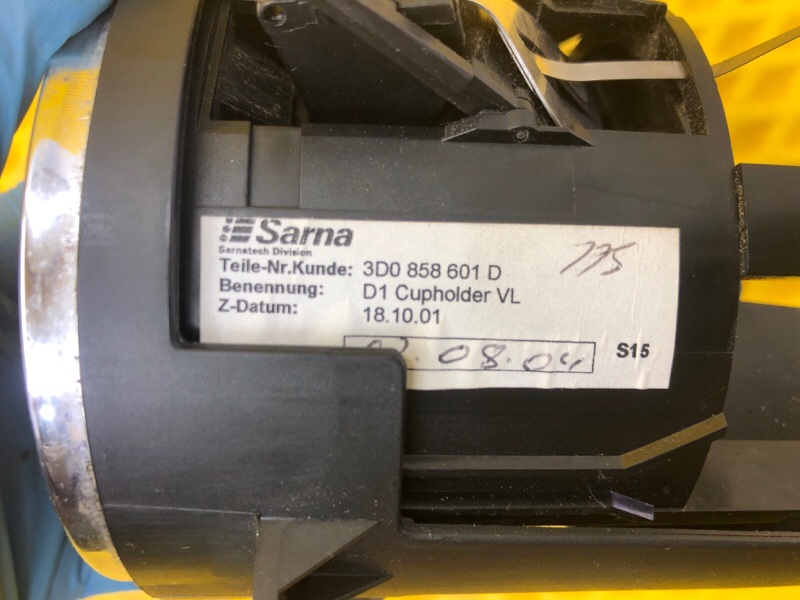 Sarna
Sarnatech Division
Teile-Nr.Kunde: 3D0 858 601 D
Benennung: D1 Cupholder VL
Z-Datum: 18.10.01
775
08.04
S15